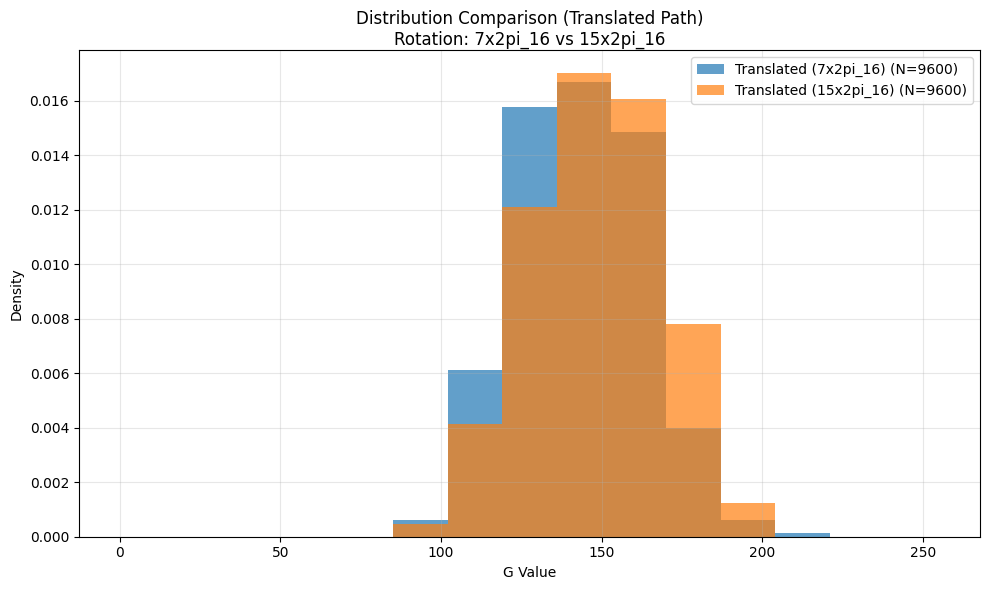 Distribution Comparison (Translated Path)
Rotation: 7x2pi_16 vs 15x2pi_16
Translated (7x2pi_16) (N=9600)
Translated (15x2pi_16) (N=9600)
Density
0.016
0.014
0.012
0.010
0.008
0.006
0.004
0.002
0.000
0
50
100
150
200
250
G Value